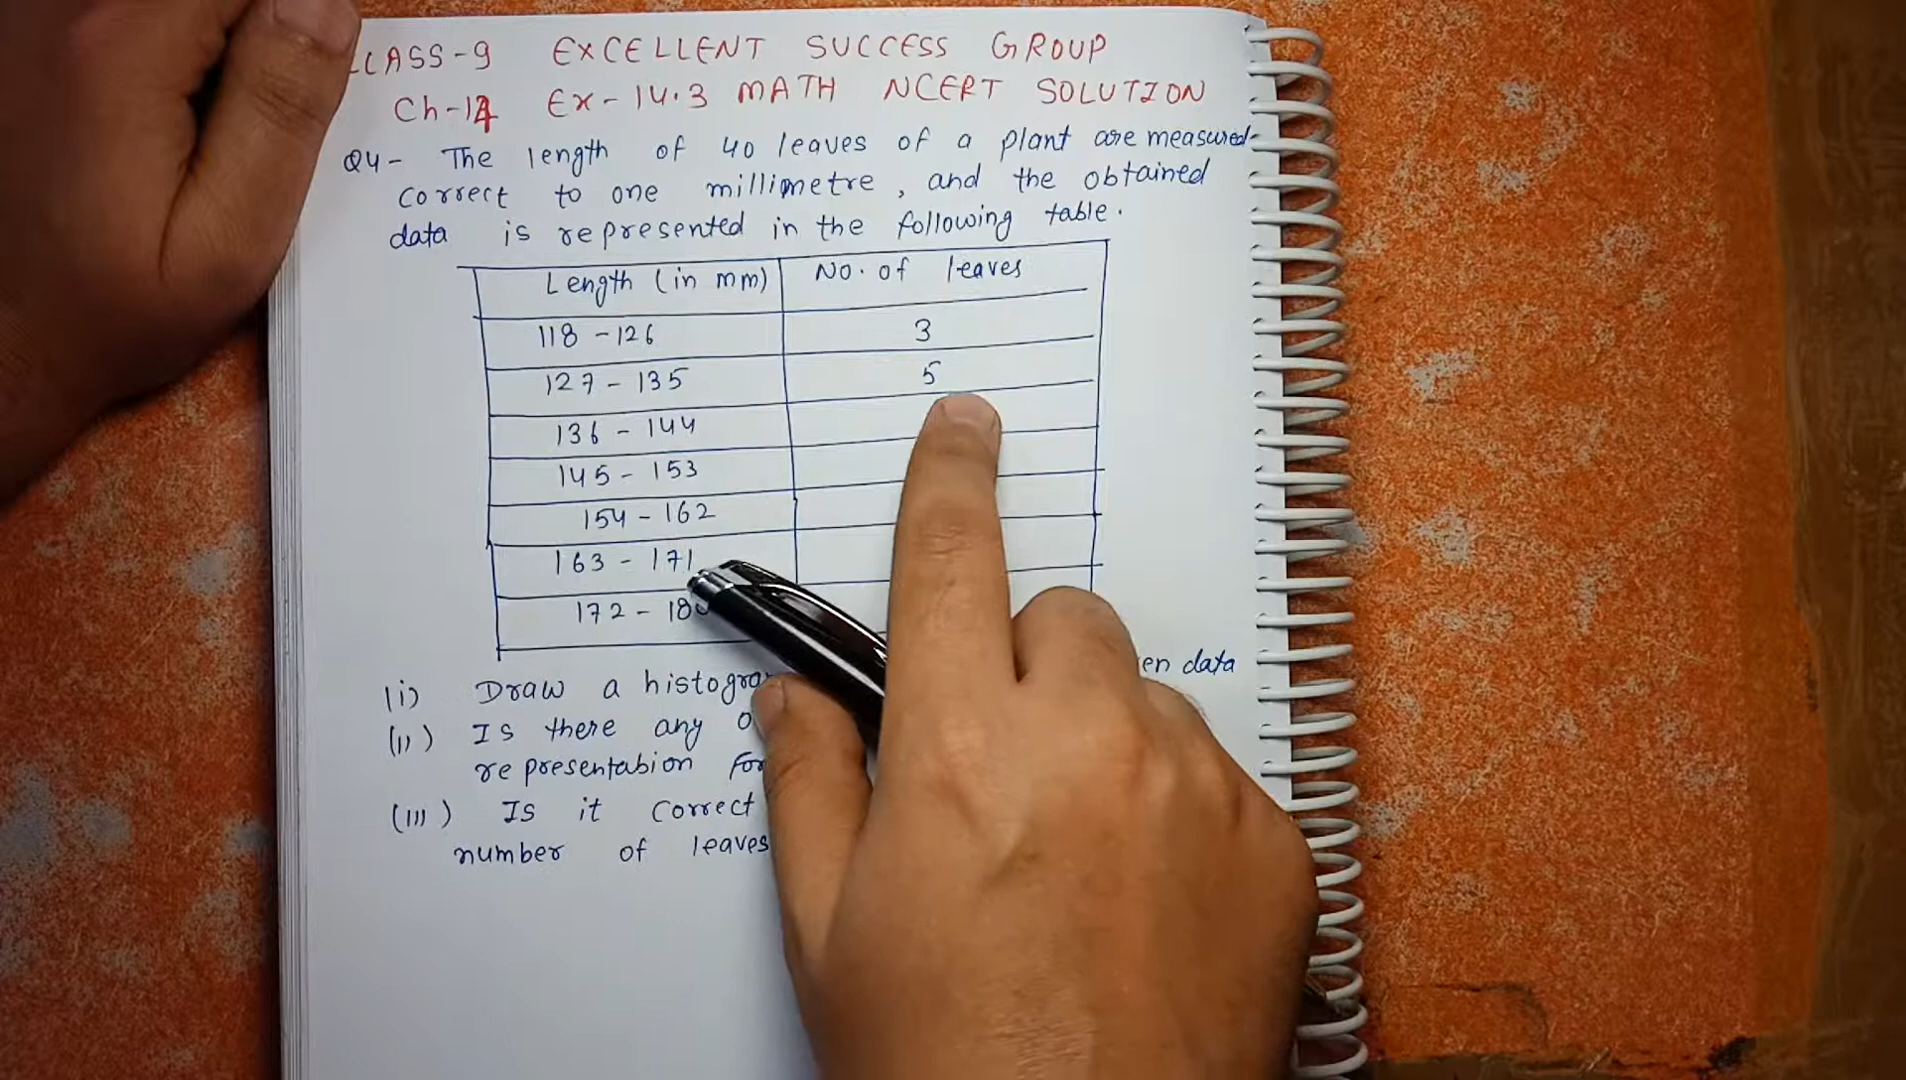 CLASS-9 EXCELLENT SUCCESS GROUP
Ch-14 Ex-14.3 MATH NCERT SOLUTION
Q4- The length of 40 leaves of a plant are measured
correct to one millimetre, and the obtained
data is represented in the following table.
Length (in mm) No. of leaves
118-126 3
127-135 5
136-144
145-153
154-162
163-171
172-
(i) Draw a data
(ii) Is there any
representation for
(iii) Is it correct
number of leaves